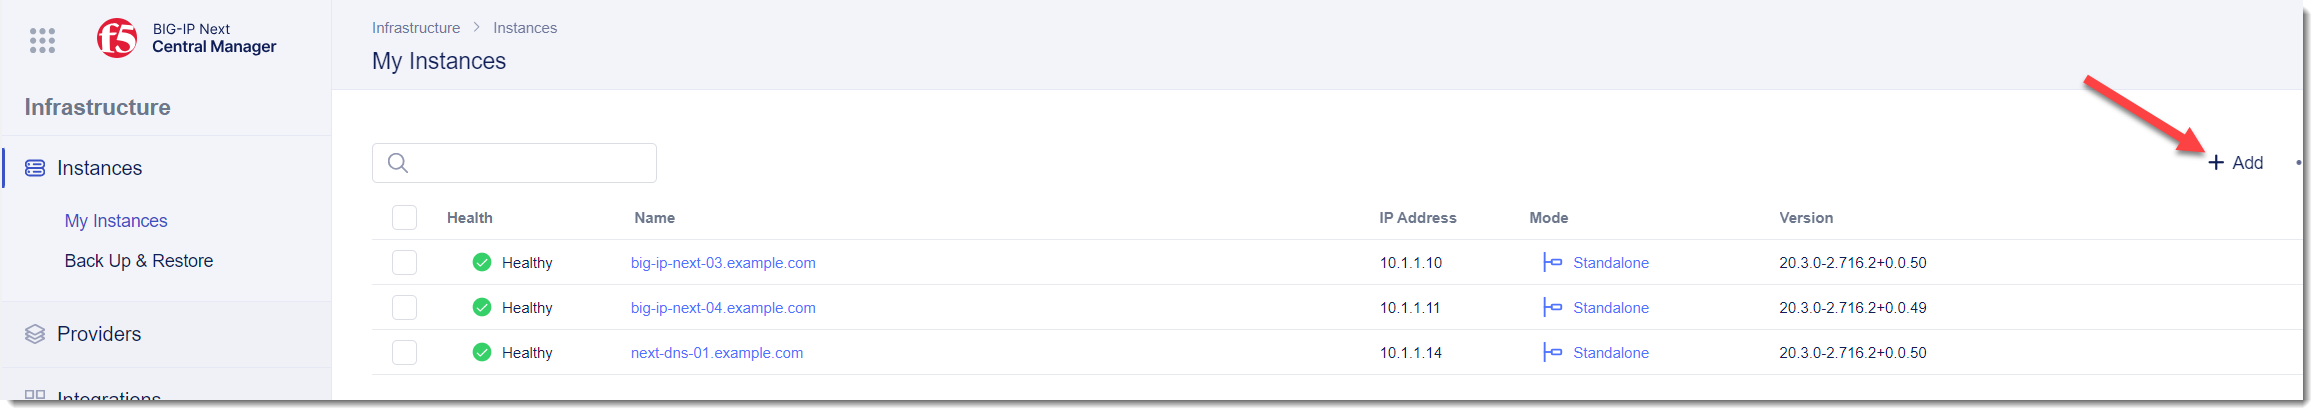 f5
BIG-IP Next
Central Manager
Infrastructure > Instances
My Instances
Infrastructure
Instances
My Instances
Back Up & Restore
Providers
Integrations
+ Add
Health Name IP Address Mode Version
Healthy big-ip-next-03.example.com 10.1.1.10 Standalone 20.3.0-2.716.2+0.0.50
Healthy big-ip-next-04.example.com 10.1.1.11 Standalone 20.3.0-2.716.2+0.0.49
Healthy next-dns-01.example.com 10.1.1.14 Standalone 20.3.0-2.716.2+0.0.50